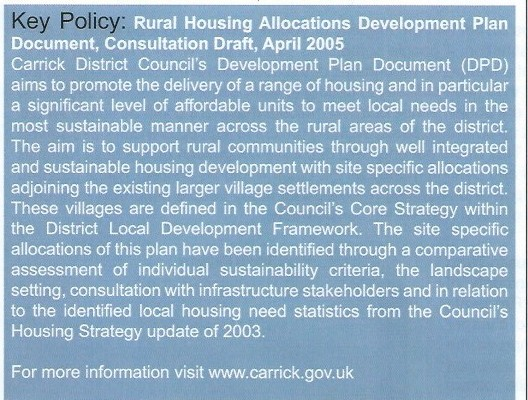 Key Policy: Rural Housing Allocations Development Plan
Document, Consultation Draft, April 2005
Carrick District Council's Development Plan Document (DPD)
aims to promote the delivery of a range of housing and in particular
a significant level of affordable units to meet local needs in the
most sustainable manner across the rural areas of the district.
The aim is to support rural communities through well integrated
and sustainable housing development with site specific allocations
adjoining the existing larger village settlements across the district.
These villages are defined in the Council's Core Strategy within
the District Local Development Framework. The site specific
allocations of this plan have been identified through a comparative
assessment of individual sustainability criteria, the landscape
setting, consultation with infrastructure stakeholders and in relation
to the identified local housing need statistics from the Council's
Housing Strategy update of 2003.
For more information visit www.carrick.gov.uk